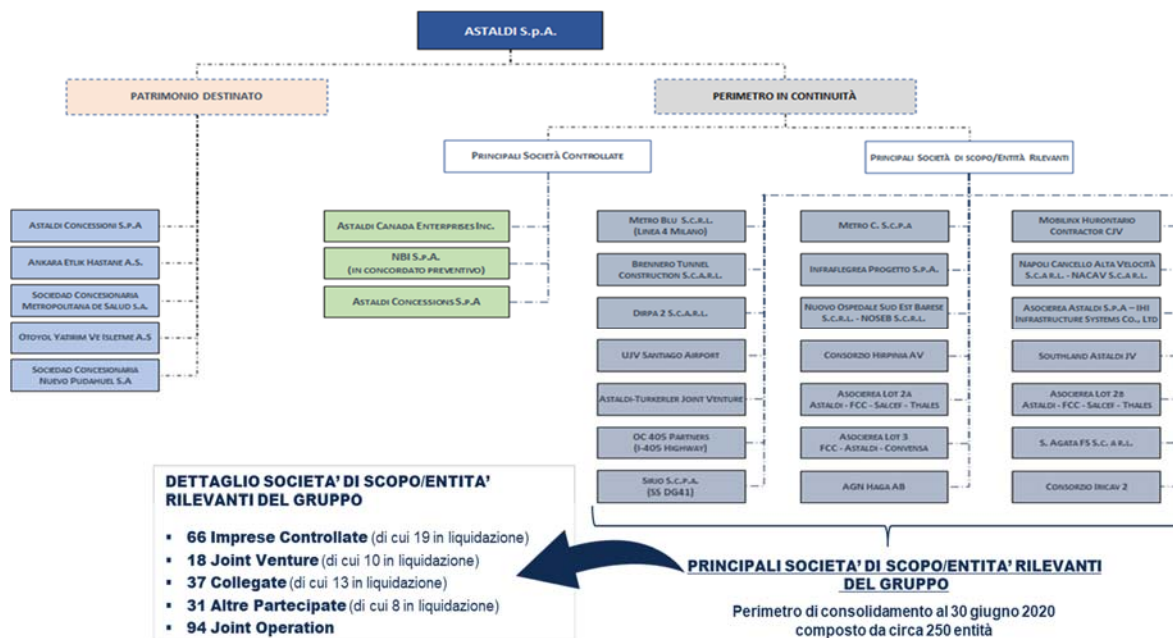 ASTALDI S.p.A.
PATRIMONIO DESTINATO
PERIMETRO IN CONTINUITÀ
PRINCIPALI SOCIETÀ CONTROLLATE
PRINCIPALI SOCIETÀ DI SCOPO/ENTITÀ RILEVANTI
ASTALDI CONCESSIONI S.P.A
ANKARA ETLIK HASTANE A.S.
SOCIEDAD CONCESIONARIA
METROPOLITANA DE SALUD S.A.
OTOYOL YATIRIM VE ISLETME A.S
SOCIEDAD CONCESIONARIA
NUEVO PUDAHUEL S.A
ASTALDI CANADA ENTERPRISES INC.
NBI S.P.A.
(IN CONCORDATO PREVENTIVO)
ASTALDI CONCESSIONS S.P.A
METRO BLU S.C.R.L.
(LINEA 4 MILANO)
BRENNERO TUNNEL
CONSTRUCTION S.C.A.R.L.
DIRPA 2 S.C.A.R.L.
UJV SANTIAGO AIRPORT
ASTALDI-TURKERLER JOINT VENTURE
OC 405 PARTNERS
(I-405 HIGHWAY)
SIRJO S.C.P.A.
(SS DG41)
METRO C. S.C.P.A
INFRAFLEGREA PROGETTO S.P.A.
NUOVO OSPEDALE SUD EST BARESE
S.C.R.L. - NOSEB S.C.R.L.
CONSORZIO HIRPINIA AV
ASOCIEREA LOT 2A
ASTALDI - FCC - SALCEF - THALES
ASOCIEREA LOT 3
FCC - ASTALDI - CONVENSA
AGN HAGA AB
MOBILINX HURONTARIO
CONTRACTOR CJV
NAPOLI CANCELLO ALTA VELOCITÀ
S.C.A R.L. - NACAV S.C.A R.L.
ASOCIEREA ASTALDI S.P.A – IHI
INFRASTRUCTURE SYSTEMS CO., LTD
SOUTHLAND ASTALDI JV
ASOCIEREA LOT 2B
ASTALDI - FCC - SALCEF - THALES
S. AGATA FS S.C. A R.L.
CONSORZIO IRICAV 2
DETTAGLIO SOCIETA' DI SCOPO/ENTITA'
RILEVANTI DEL GRUPPO
▪ 66 Imprese Controllate (di cui 19 in liquidazione)
▪ 18 Joint Venture (di cui 10 in liquidazione)
▪ 37 Collegate (di cui 13 in liquidazione)
▪ 31 Altre Partecipate (di cui 8 in liquidazione)
▪ 94 Joint Operation
PRINCIPALI SOCIETA' DI SCOPO/ENTITA' RILEVANTI
DEL GRUPPO
Perimetro di consolidamento al 30 giugno 2020
composto da circa 250 entità